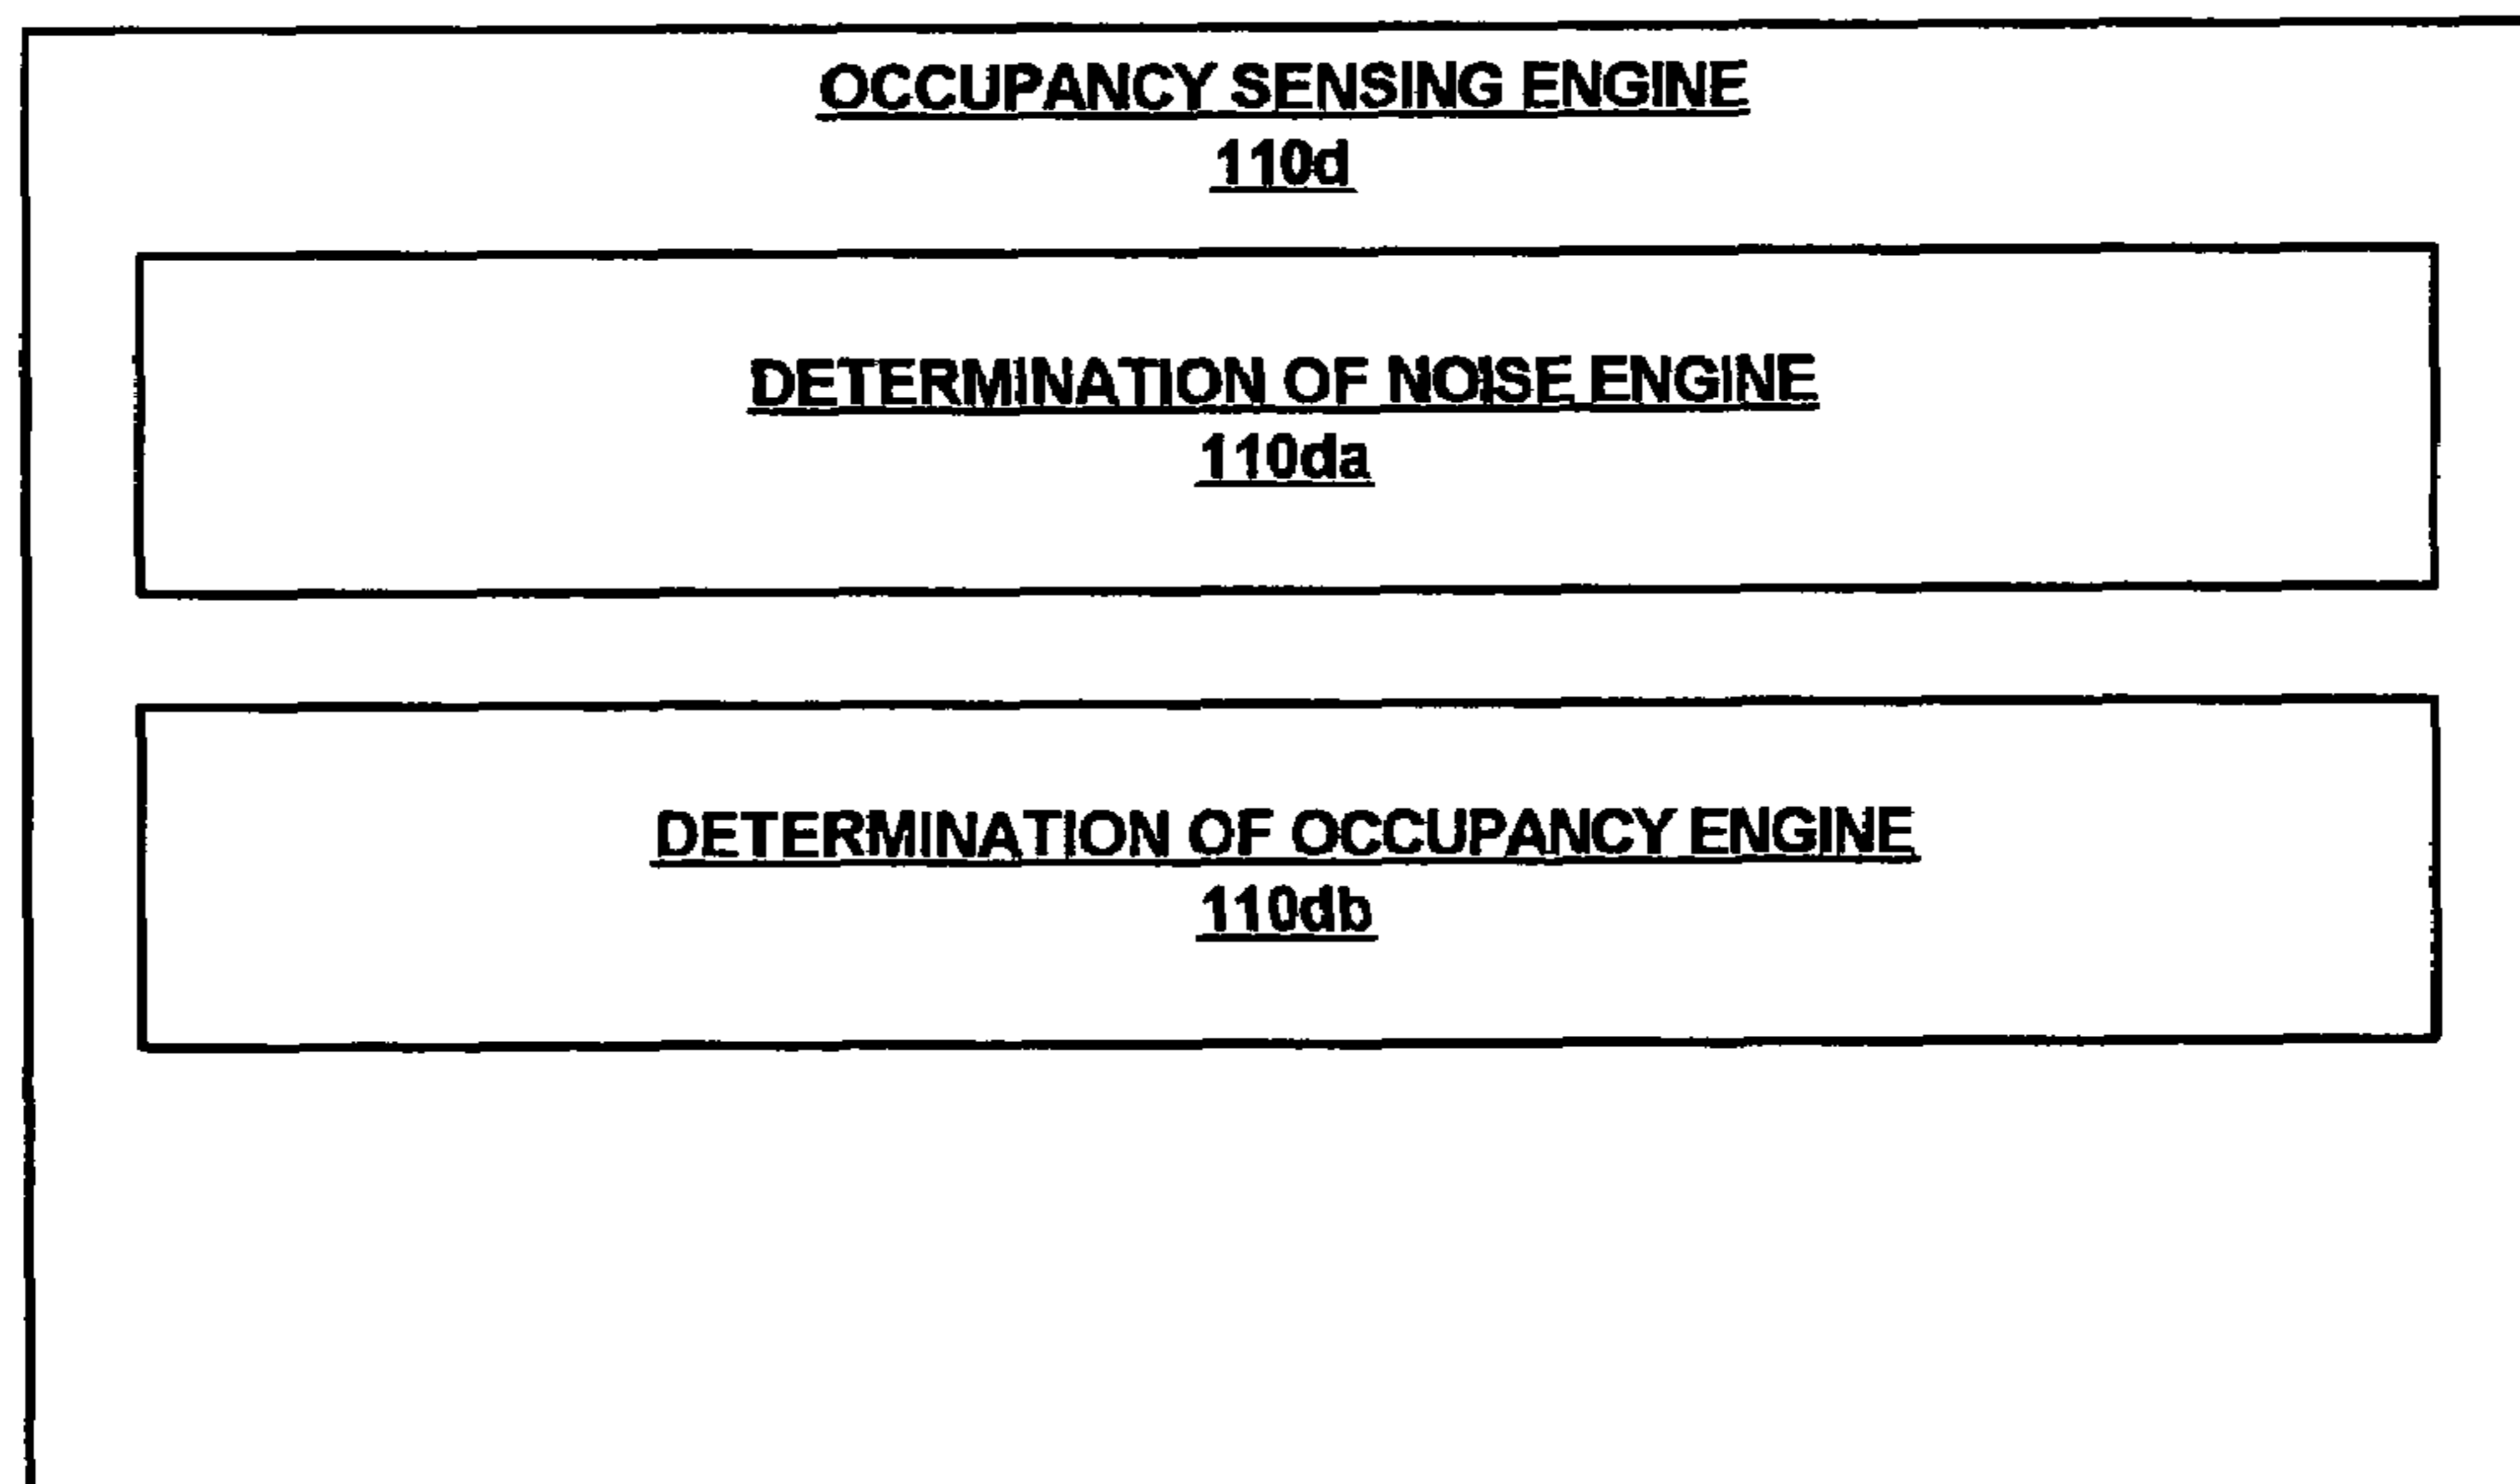 OCCUPANCY SENSING ENGINE
110d
DETERMINATION OF NOISE ENGINE
110da
DETERMINATION OF OCCUPANCY ENGINE
110db